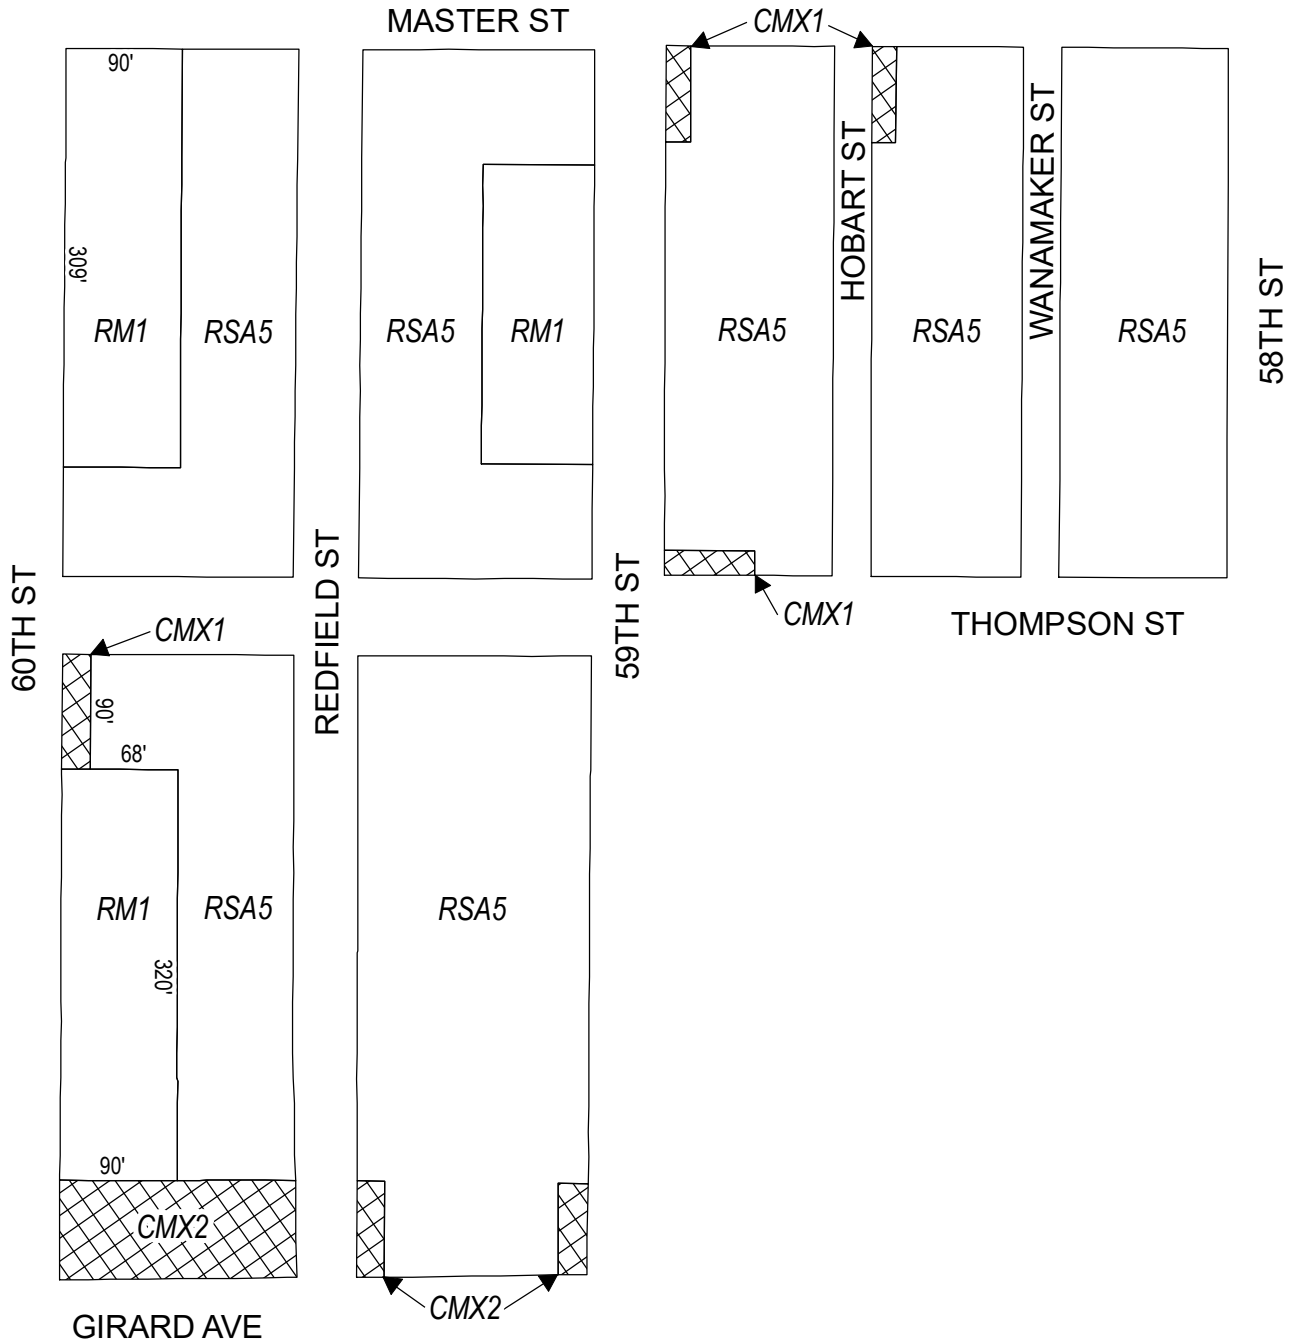 MASTER ST
CMX1
90'
309'
RM1
RSA5
RSA5
RM1
RSA5
HOBART ST
RSA5
WANAMAKER ST
RSA5
58TH ST
60TH ST
REDFIELD ST
59TH ST
CMX1
THOMPSON ST
CMX1
90'
68'
RM1
RSA5
320'
90'
RSA5
CMX2
CMX2
GIRARD AVE